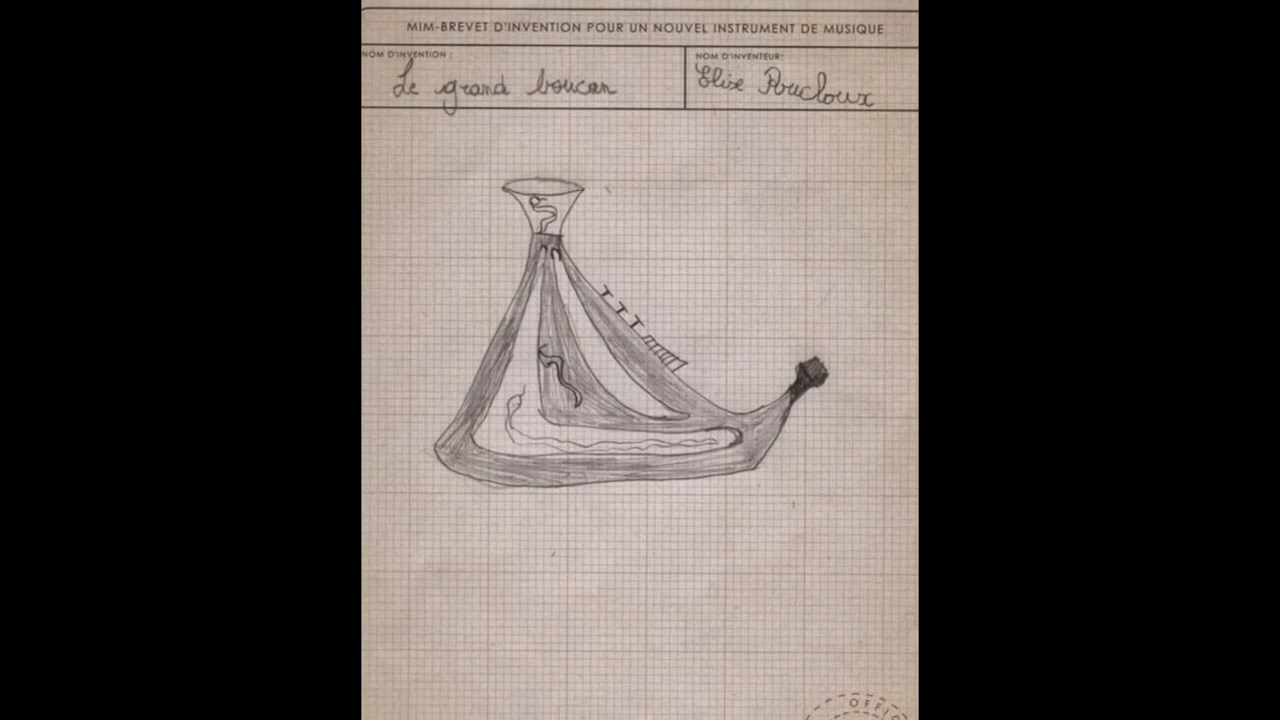 MIM-BREVET D'INVENTION POUR UN NOUVEL INSTRUMENT DE MUSIQUE
NOM D'INVENTION :
Le grand boucan
NOM D'INVENTEUR:
Elise